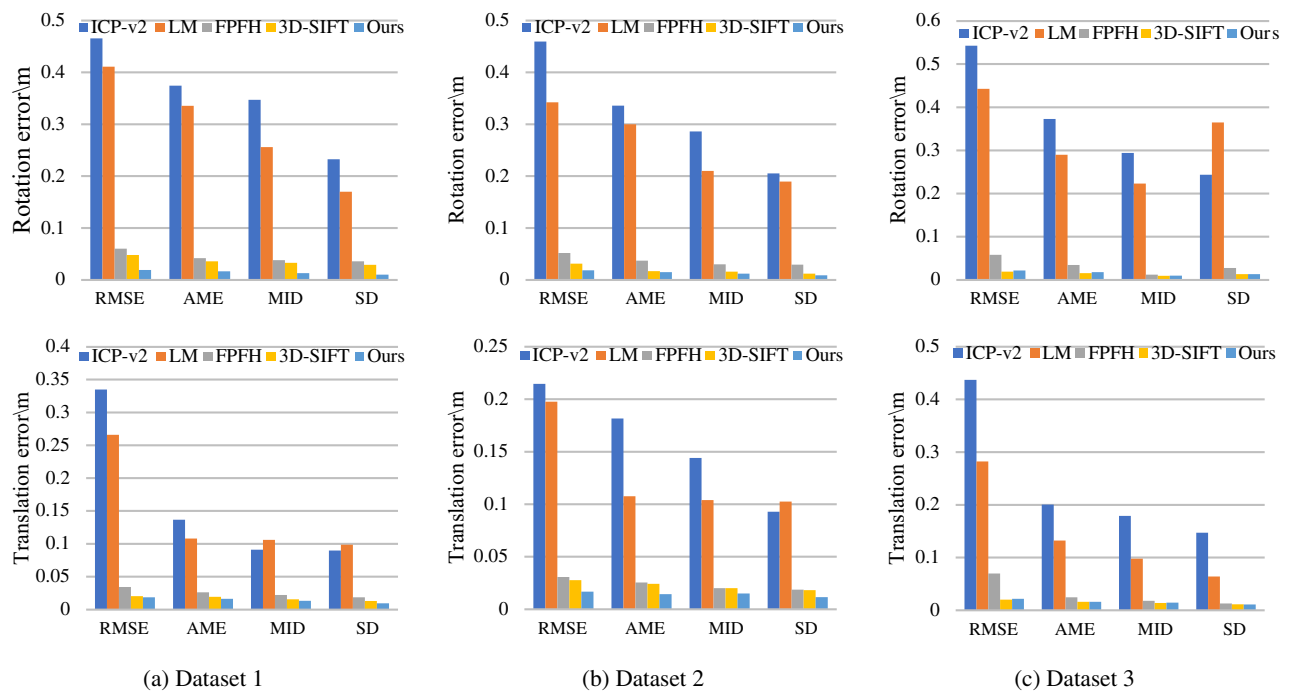 ICP-v2 LM FPFH 3D-SIFT Ours
Rotation error\m
0.5
0.4
0.3
0.2
0.1
0
RMSE AME MID SD
ICP-v2 LM FPFH 3D-SIFT Ours
Rotation error\m
0.5
0.4
0.3
0.2
0.1
0
RMSE AME MID SD
ICP-v2 LM FPFH 3D-SIFT Ours
Rotation error\m
0.6
0.5
0.4
0.3
0.2
0.1
0
RMSE AME MID SD
ICP-v2 LM FPFH 3D-SIFT Ours
Translation error\m
0.4
0.35
0.3
0.25
0.2
0.15
0.1
0.05
0
RMSE AME MID SD
(a) Dataset 1
ICP-v2 LM FPFH 3D-SIFT Ours
Translation error\m
0.25
0.2
0.15
0.1
0.05
0
RMSE AME MID SD
(b) Dataset 2
ICP-v2 LM FPFH 3D-SIFT Ours
Translation error\m
0.5
0.4
0.3
0.2
0.1
0
RMSE AME MID SD
(c) Dataset 3